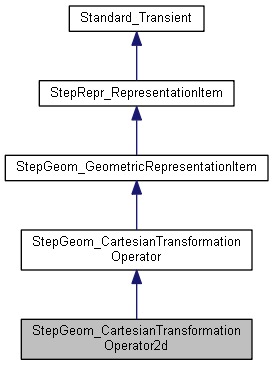 Standard_Transient
StepRepr_RepresentationItem
StepGeom_GeometricRepresentationItem
StepGeom_CartesianTransformation
Operator
StepGeom_CartesianTransformation
Operator2d